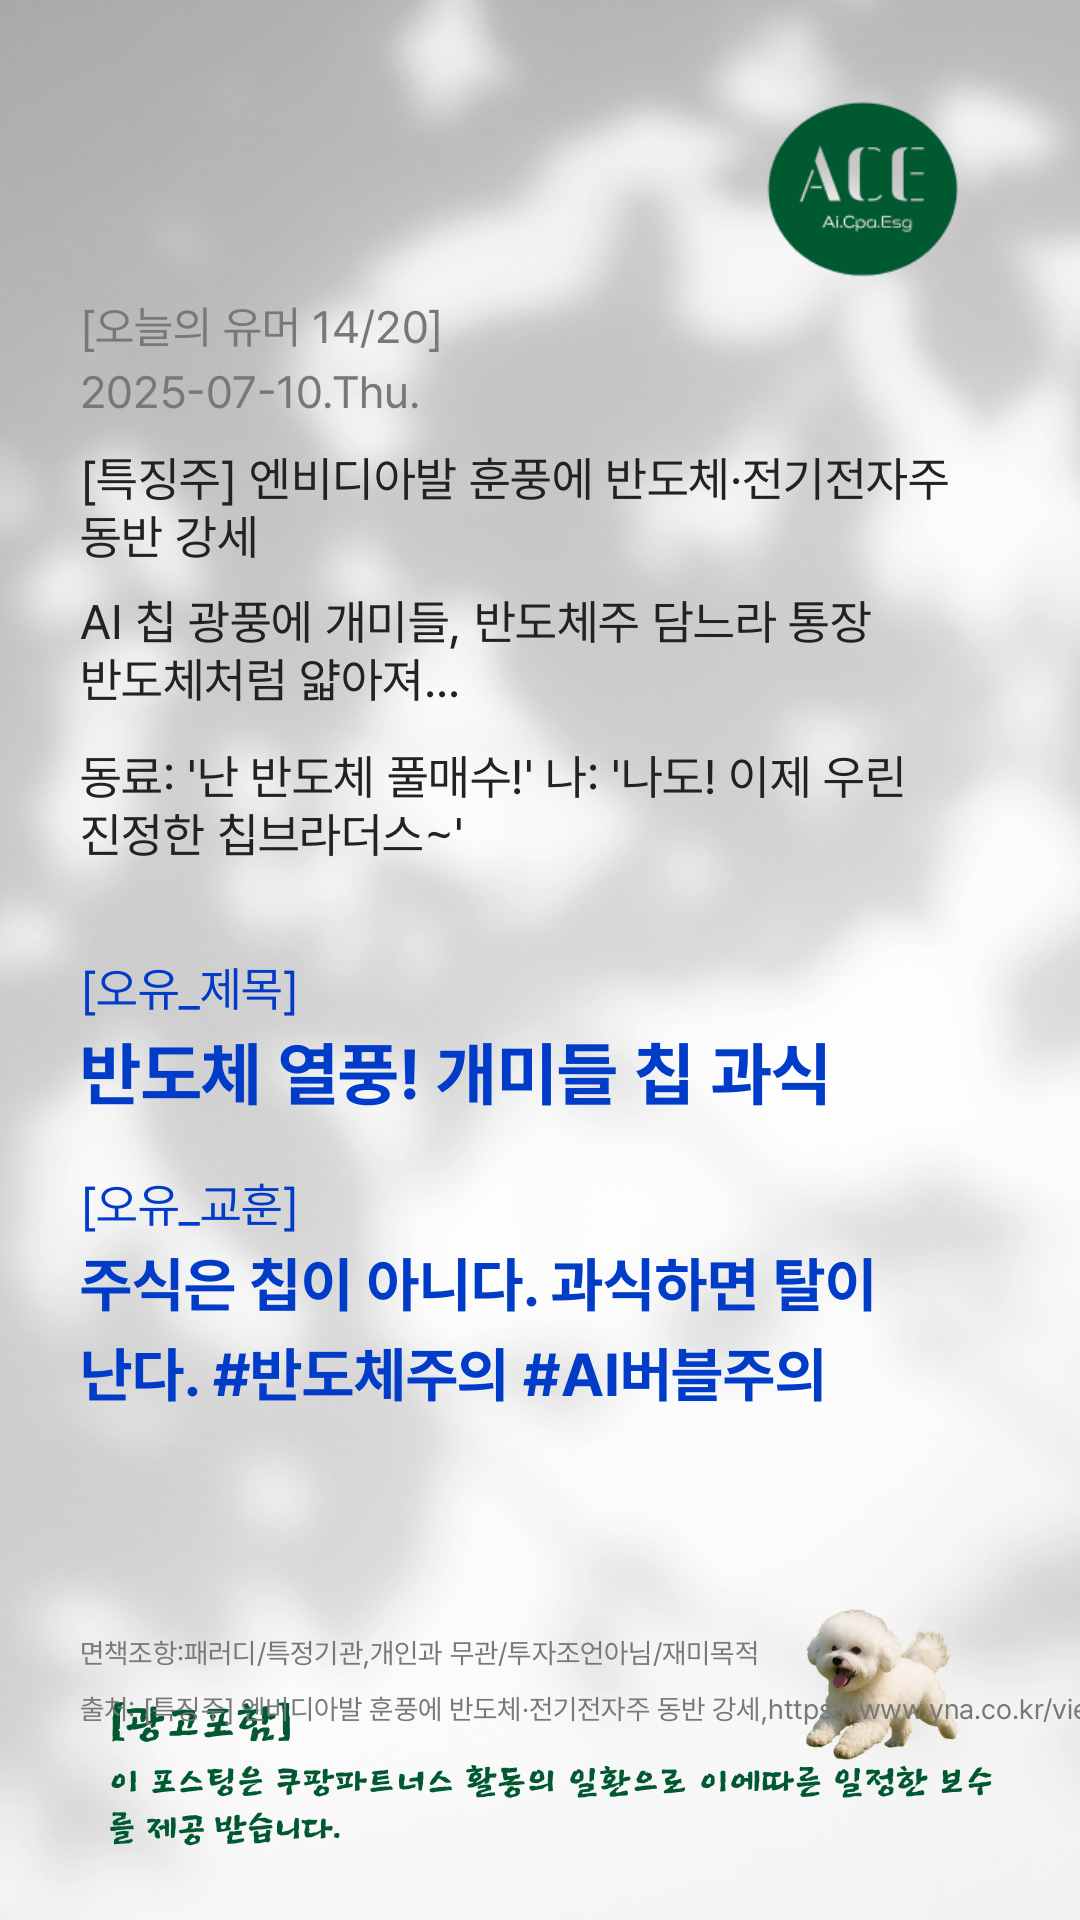 ACE
Ai.Cpa.Esg
[오늘의 유머 14/20]
2025-07-10.Thu.
[특징주] 엔비디아발 훈풍에 반도체·전기전자주
동반 강세
AI 칩 광풍에 개미들, 반도체주 담느라 통장
반도체처럼 얇아져...
동료: '난 반도체 풀매수!' 나: '나도! 이제 우린
진정한 칩브라더스~'
[오유_제목]
반도체 열풍! 개미들 칩 과식
[오유_교훈]
주식은 칩이 아니다. 과식하면 탈이
난다. #반도체주의 #AI버블주의
면책조항:패러디/특정기관,개인과 무관/투자조언아님/재미목적
출처: [특징주] 엔비디아발 훈풍에 반도체·전기전자주 동반 강세,https://www.yna.co.kr/vie
[광고포함]
이 포스팅은 쿠팡파트너스 활동의 일환으로 이에따른 일정한 보수
를 제공 받습니다.